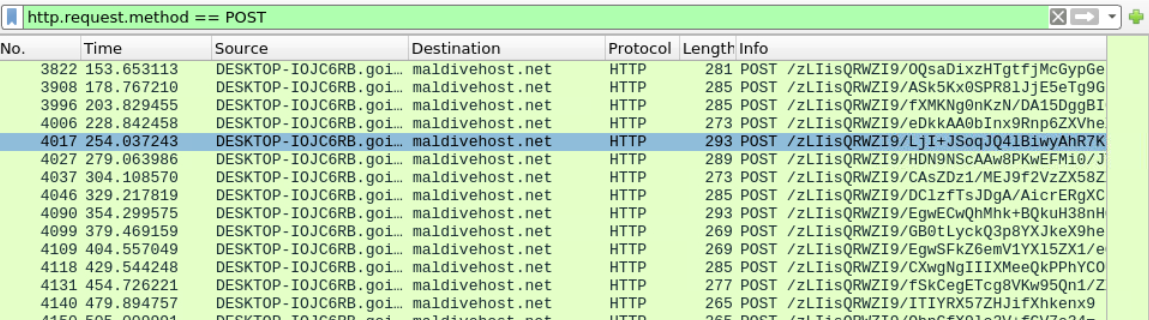 http.request.method == POST
No. Time Source Destination Protocol Length Info
3822 153.653113 DESKTOP-IOJC6RB.goi… maldivehost.net HTTP 281 POST /zLIisQRWZI9/OQsaDixzHTgtfjMcGypGe
3908 178.767210 DESKTOP-IOJC6RB.goi… maldivehost.net HTTP 285 POST /zLIisQRWZI9/ASk5Kx0SPR8lJjE5eTg9G
3996 203.829455 DESKTOP-IOJC6RB.goi… maldivehost.net HTTP 285 POST /zLIisQRWZI9/fXMKNg0nKzN/DA15DggBI
4006 228.842458 DESKTOP-IOJC6RB.goi… maldivehost.net HTTP 273 POST /zLIisQRWZI9/eDkkAA0bInx9Rnp6ZXVhe
4017 254.037243 DESKTOP-IOJC6RB.goi… maldivehost.net HTTP 293 POST /zLIisQRWZI9/LjI+JSoqJQ4lBiwyAhR7K
4027 279.063986 DESKTOP-IOJC6RB.goi… maldivehost.net HTTP 289 POST /zLIisQRWZI9/HDN9NScAAw8PKwEFMi0/J
4037 304.108570 DESKTOP-IOJC6RB.goi… maldivehost.net HTTP 273 POST /zLIisQRWZI9/CAsZDz1/MEJ9f2VzZX58Z
4046 329.217819 DESKTOP-IOJC6RB.goi… maldivehost.net HTTP 285 POST /zLIisQRWZI9/DClzfTsJDgA/AicrERgXC
4090 354.299575 DESKTOP-IOJC6RB.goi… maldivehost.net HTTP 293 POST /zLIisQRWZI9/EgwECwQhMhk+BQkuH38nH
4099 379.469159 DESKTOP-IOJC6RB.goi… maldivehost.net HTTP 269 POST /zLIisQRWZI9/GB0tLyckQ3p8YXJkeX9he
4109 404.557049 DESKTOP-IOJC6RB.goi… maldivehost.net HTTP 269 POST /zLIisQRWZI9/EgwSFkZ6emV1YXl5ZX1/e
4118 429.544248 DESKTOP-IOJC6RB.goi… maldivehost.net HTTP 285 POST /zLIisQRWZI9/CXwgNgIIIXMeeQkPPhYCO
4131 454.726221 DESKTOP-IOJC6RB.goi… maldivehost.net HTTP 277 POST /zLIisQRWZI9/fSkCegETcg8VKw95Qn1/Z
4140 479.894757 DESKTOP-IOJC6RB.goi… maldivehost.net HTTP 265 POST /zLIisQRWZI9/ITIYRX57ZHJifXhkenx9